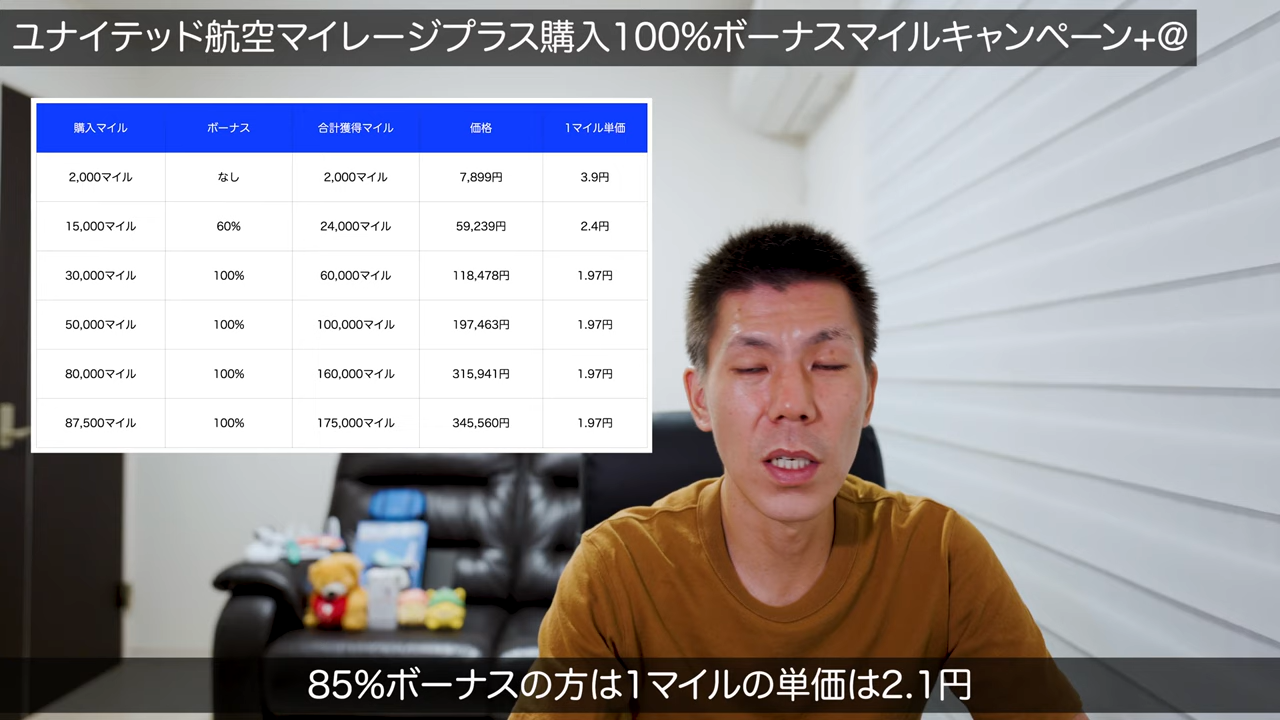 ユナイテッド航空マイレージプラス購入100%ボーナスマイルキャンペーン+@
購入マイル ボーナス 合計獲得マイル 価格 1マイル単価
2,000マイル なし 2,000マイル 7,899円 3.9円
15,000マイル 60% 24,000マイル 59,239円 2.4円
30,000マイル 100% 60,000マイル 118,478円 1.97円
50,000マイル 100% 100,000マイル 197,463円 1.97円
80,000マイル 100% 160,000マイル 315,941円 1.97円
87,500マイル 100% 175,000マイル 345,560円 1.97円
85%ボーナスの方は1マイルの単価は2.1円